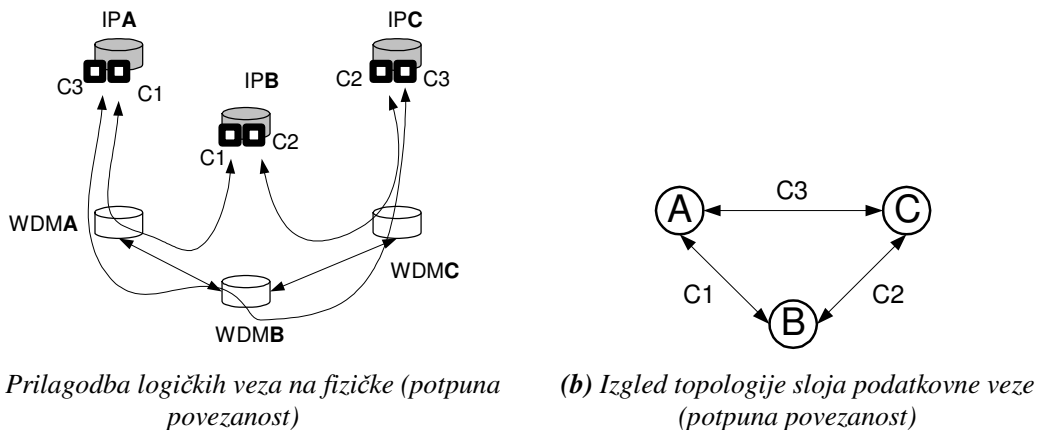 IPA
IPC
C3
C1
IPB
C2
C3
C1
C2
WDMA
WDMC
WDMB
A
C3
C
C1
C2
B
Prilagodba logičkih veza na fizičke (potpuna
povezanost)
(b) Izgled topologije sloja podatkovne veze
(potpuna povezanost)